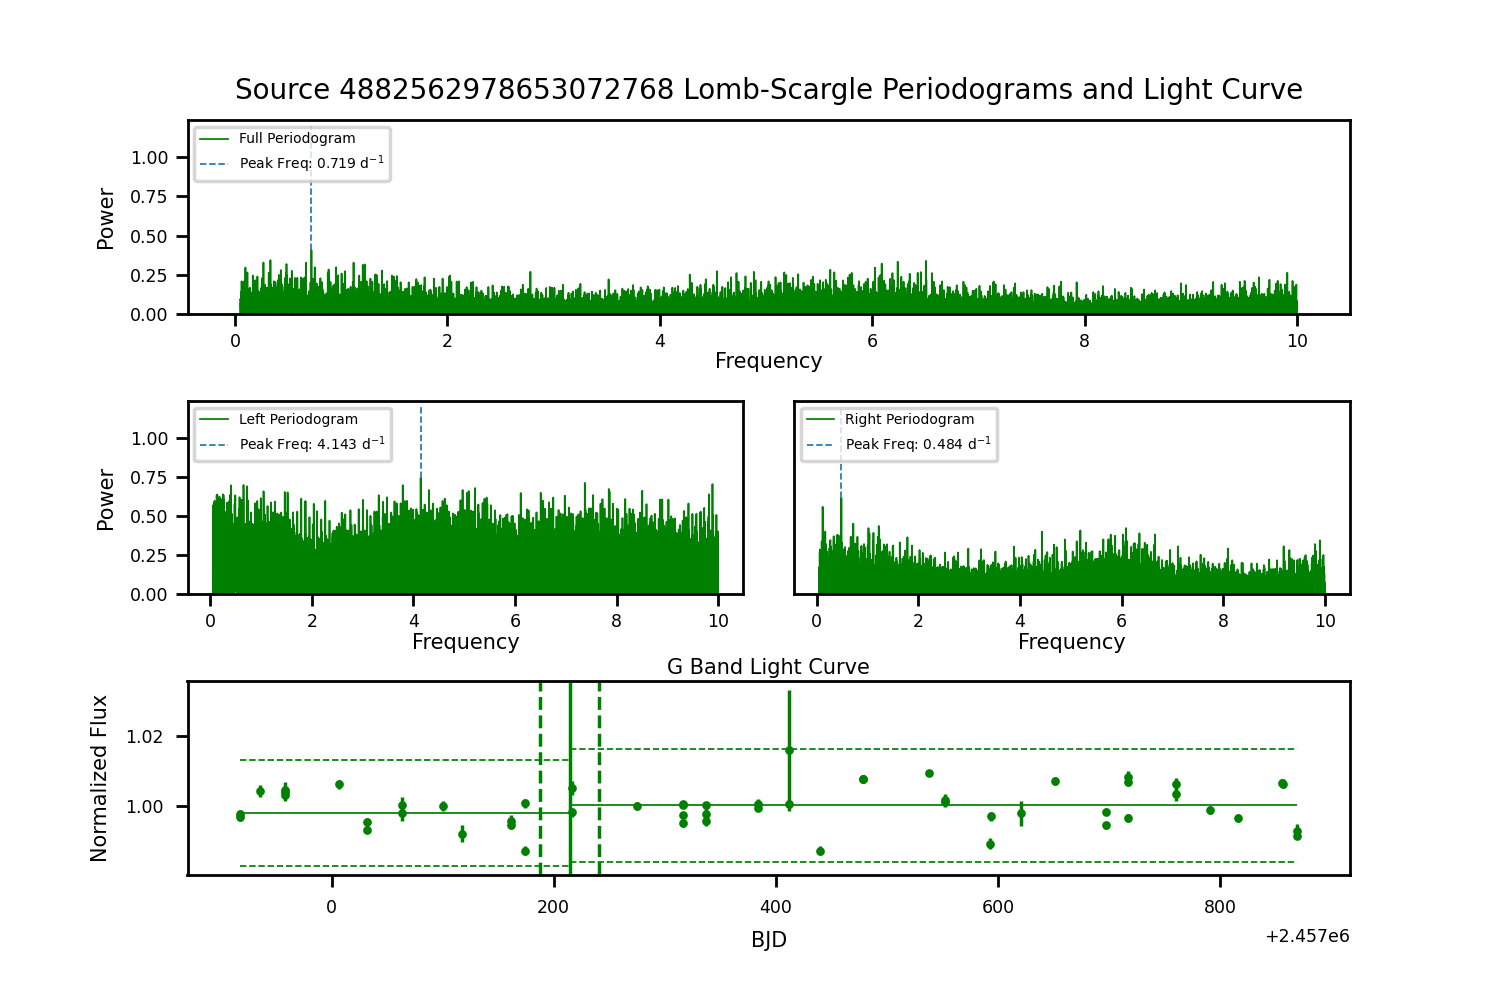 Source 4882562978653072768 Lomb-Scargle Periodograms and Light Curve
Full Periodogram
Peak Freq: 0.719 d⁻¹
Power
1.00
0.75
0.50
0.25
0.00
0 2 4 6 8 10
Frequency
Left Periodogram
Peak Freq: 4.143 d⁻¹
Power
1.00
0.75
0.50
0.25
0.00
0 2 4 6 8 10
Frequency
Right Periodogram
Peak Freq: 0.484 d⁻¹
0 2 4 6 8 10
Frequency
G Band Light Curve
Normalized Flux
1.02
1.00
0 200 400 600 800
BJD
+2.457e6